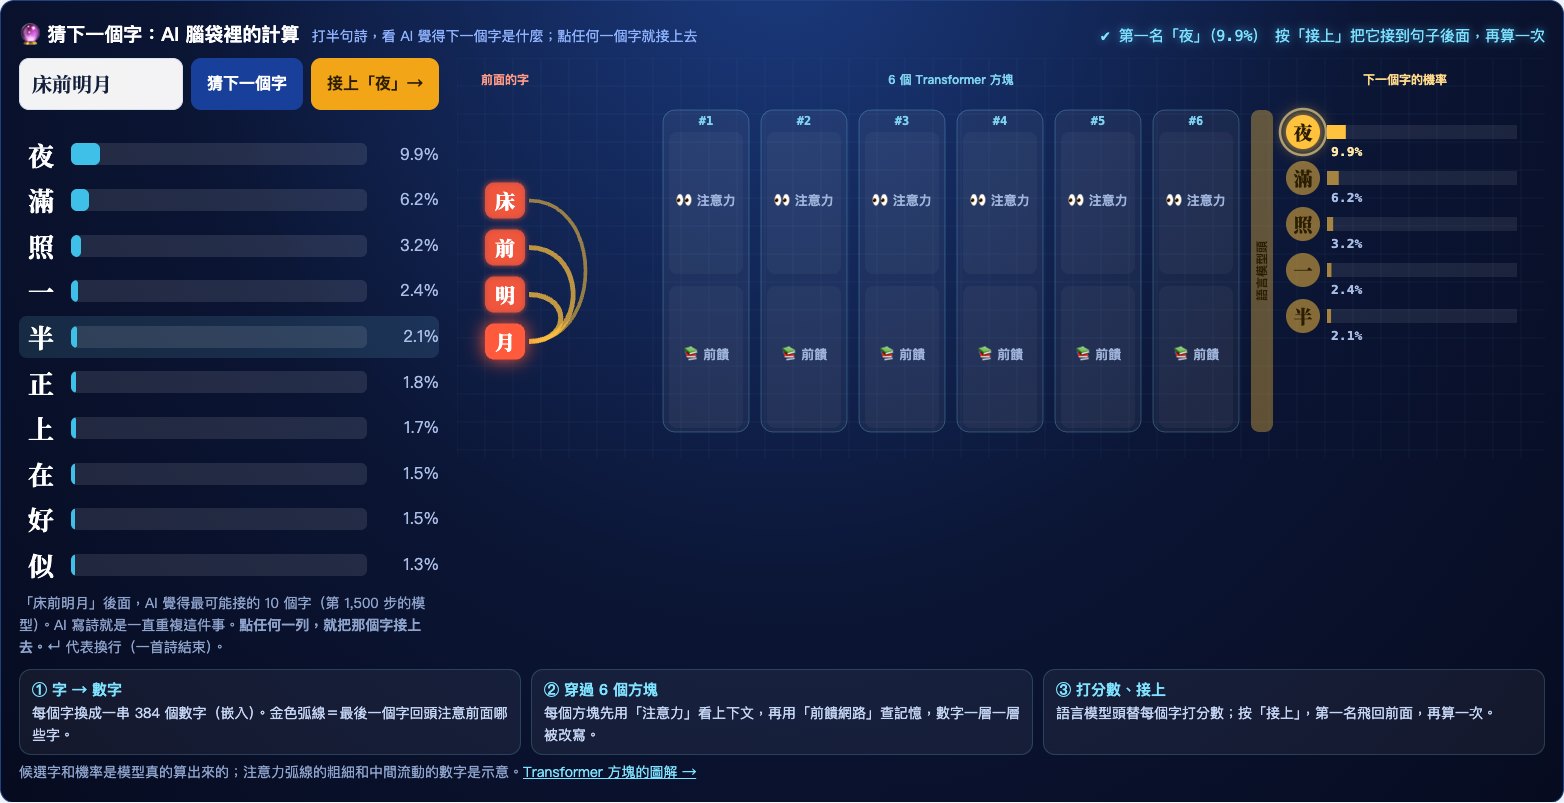 🔮 猜下一個字：AI 腦袋裡的計算 打半句詩，看 AI 覺得下一個字是什麼；點任何一個字就接上去
✔ 第一名「夜」(9.9%) 按「接上」把它接到句子後面，再算一次
床前明月 猜下一個字 接上「夜」→
夜 9.9%
滿 6.2%
照 3.2%
一 2.4%
半 2.1%
正 1.8%
上 1.7%
在 1.5%
好 1.5%
似 1.3%
「床前明月」後面，AI 覺得最可能接的 10 個字（第 1,500 步的模
型）。AI 寫詩就是一直重複這件事。點任何一列，就把那個字接上
去。↵ 代表換行（一首詩結束）。
前面的字
床
前
明
月
6 個 Transformer 方塊
#1 #2 #3 #4 #5 #6
👀 注意力 👀 注意力 👀 注意力 👀 注意力 👀 注意力 👀 注意力
📚 前饋 📚 前饋 📚 前饋 📚 前饋 📚 前饋 📚 前饋
語言模型頭
下一個字的機率
夜 9.9%
滿 6.2%
照 3.2%
一 2.4%
半 2.1%
① 字 → 數字
每個字換成一串 384 個數字（嵌入）。金色弧線＝最後一個字回頭注意前面哪
些字。
② 穿過 6 個方塊
每個方塊先用「注意力」看上下文，再用「前饋網路」查記憶，數字一層一層
被改寫。
③ 打分數、接上
語言模型頭替每個字打分數；按「接上」，第一名飛回前面，再算一次。
候選字和機率是模型真的算出來的；注意力弧線的粗細和中間流動的數字是示意。Transformer 方塊的圖解 →